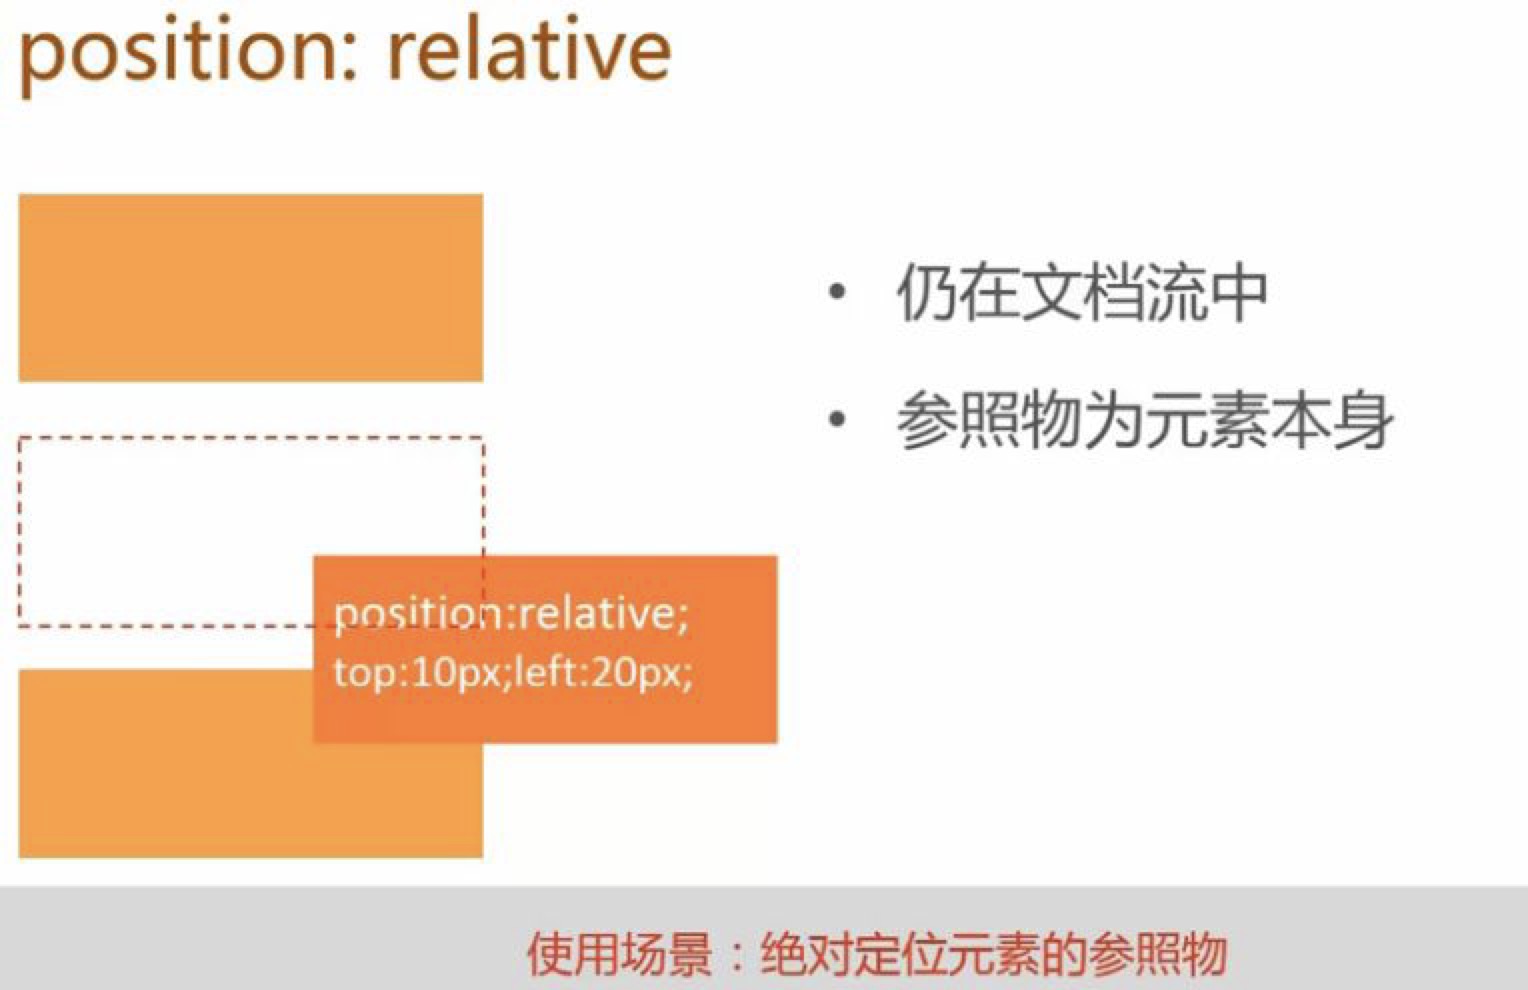 position: relative
• 仍在文档流中
• 参照物为元素本身
position:relative;
top:10px;left:20px;
使用场景：绝对定位元素的参照物